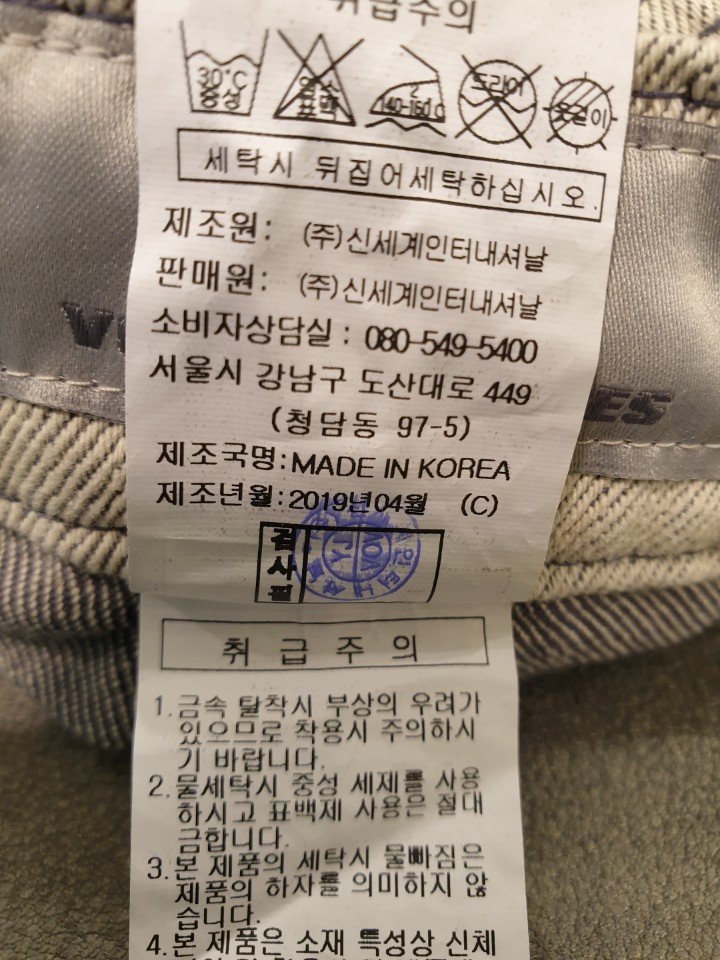 취급주의
30℃
중성
염소
표백
2
140-160℃
드라이
옷걸이
세탁시 뒤집어세탁하십시오.
제조원: (주)신세계인터내셔날
판매원: (주)신세계인터내셔날
소비자상담실 : 080-549-5400
서울시 강남구 도산대로 449
(청담동 97-5)
제조국명:MADE IN KOREA
제조년월:2019년04월 (C)
검사필
취급주의
1.금속 탈착시 부상의 우려가
있으므로 착용시 주의하시
기 바랍니다.
2.물세탁시 중성 세제를 사용
하시고 표백제 사용은 절대
금합니다.
3.본 제품의 세탁시 물빠짐은
제품의 하자를 의미하지 않
습니다.
4.본 제품은 소재 특성상 신체